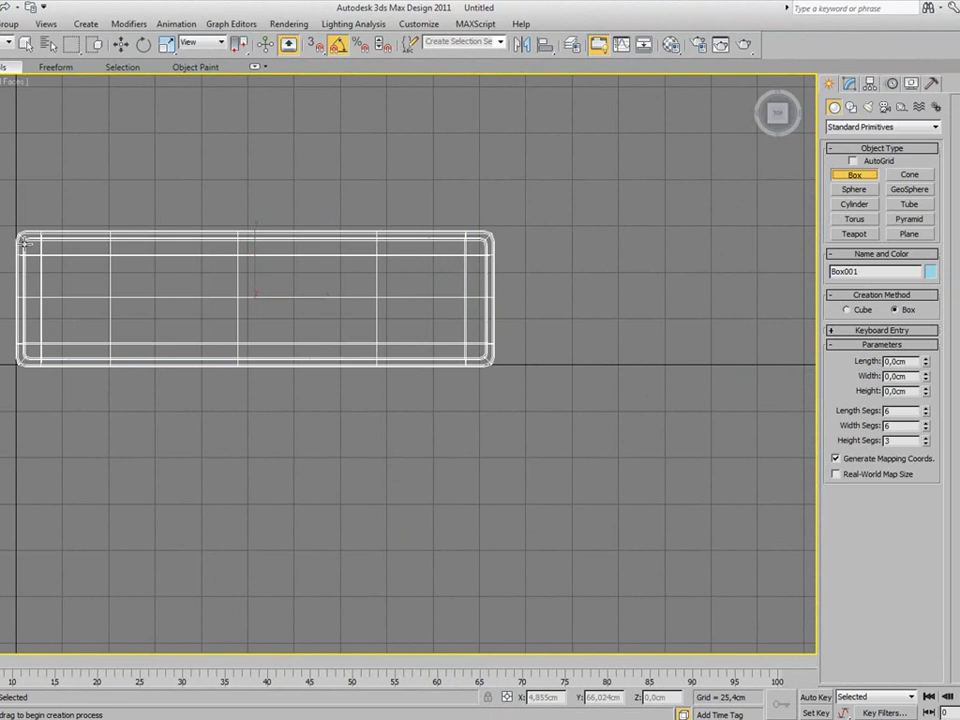 Autodesk 3ds Max Design 2011 Untitled
Type a keyword or phrase
Group Views Create Modifiers Animation Graph Editors Rendering Lighting Analysis Customize MAXScript Help
View
3
Create Selection Se
Freeform Selection Object Paint
TOP
Standard Primitives
- Object Type
AutoGrid
Box Cone
Sphere GeoSphere
Cylinder Tube
Torus Pyramid
Teapot Plane
- Name and Color
Box001
- Creation Method
Cube Box
+ Keyboard Entry
- Parameters
Length: 0,0cm
Width: 0,0cm
Height: 0,0cm
Length Segs: 6
Width Segs: 6
Height Segs: 3
Generate Mapping Coords.
Real-World Map Size
10 15 20 25 30 35 40 45 50 55 60 65 70 75 80 85 90 95 100
Selected X: 4,855cm Y: 66,024cm Z: 0,0cm Grid = 25,4cm Auto Key Selected
drag to begin creation process Add Time Tag Set Key Key Filters... 0